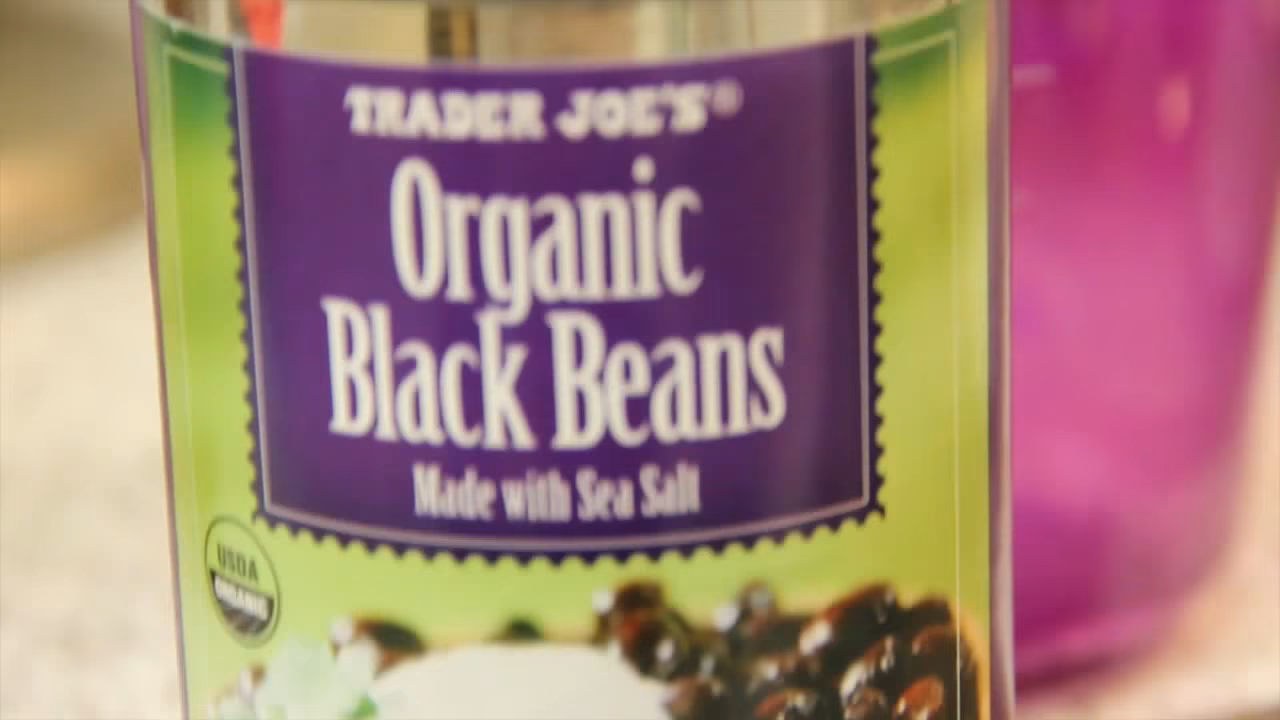 TRADER JOE'S®
Organic
Black Beans
Made with Sea Salt
USDA
ORGANIC